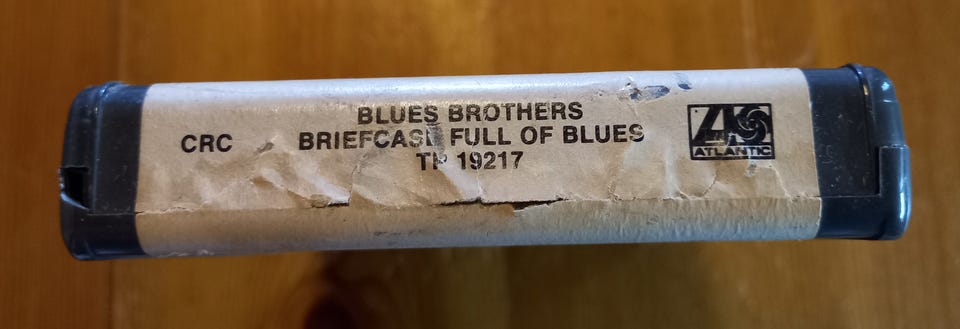 CRC
BLUES BROTHERS
BRIEFCASE FULL OF BLUES
TP 19217
ATLANTIC